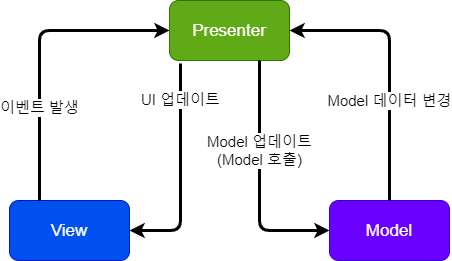 Presenter
이벤트 발생
UI 업데이트
Model 데이터 변경
Model 업데이트
(Model 호출)
View
Model